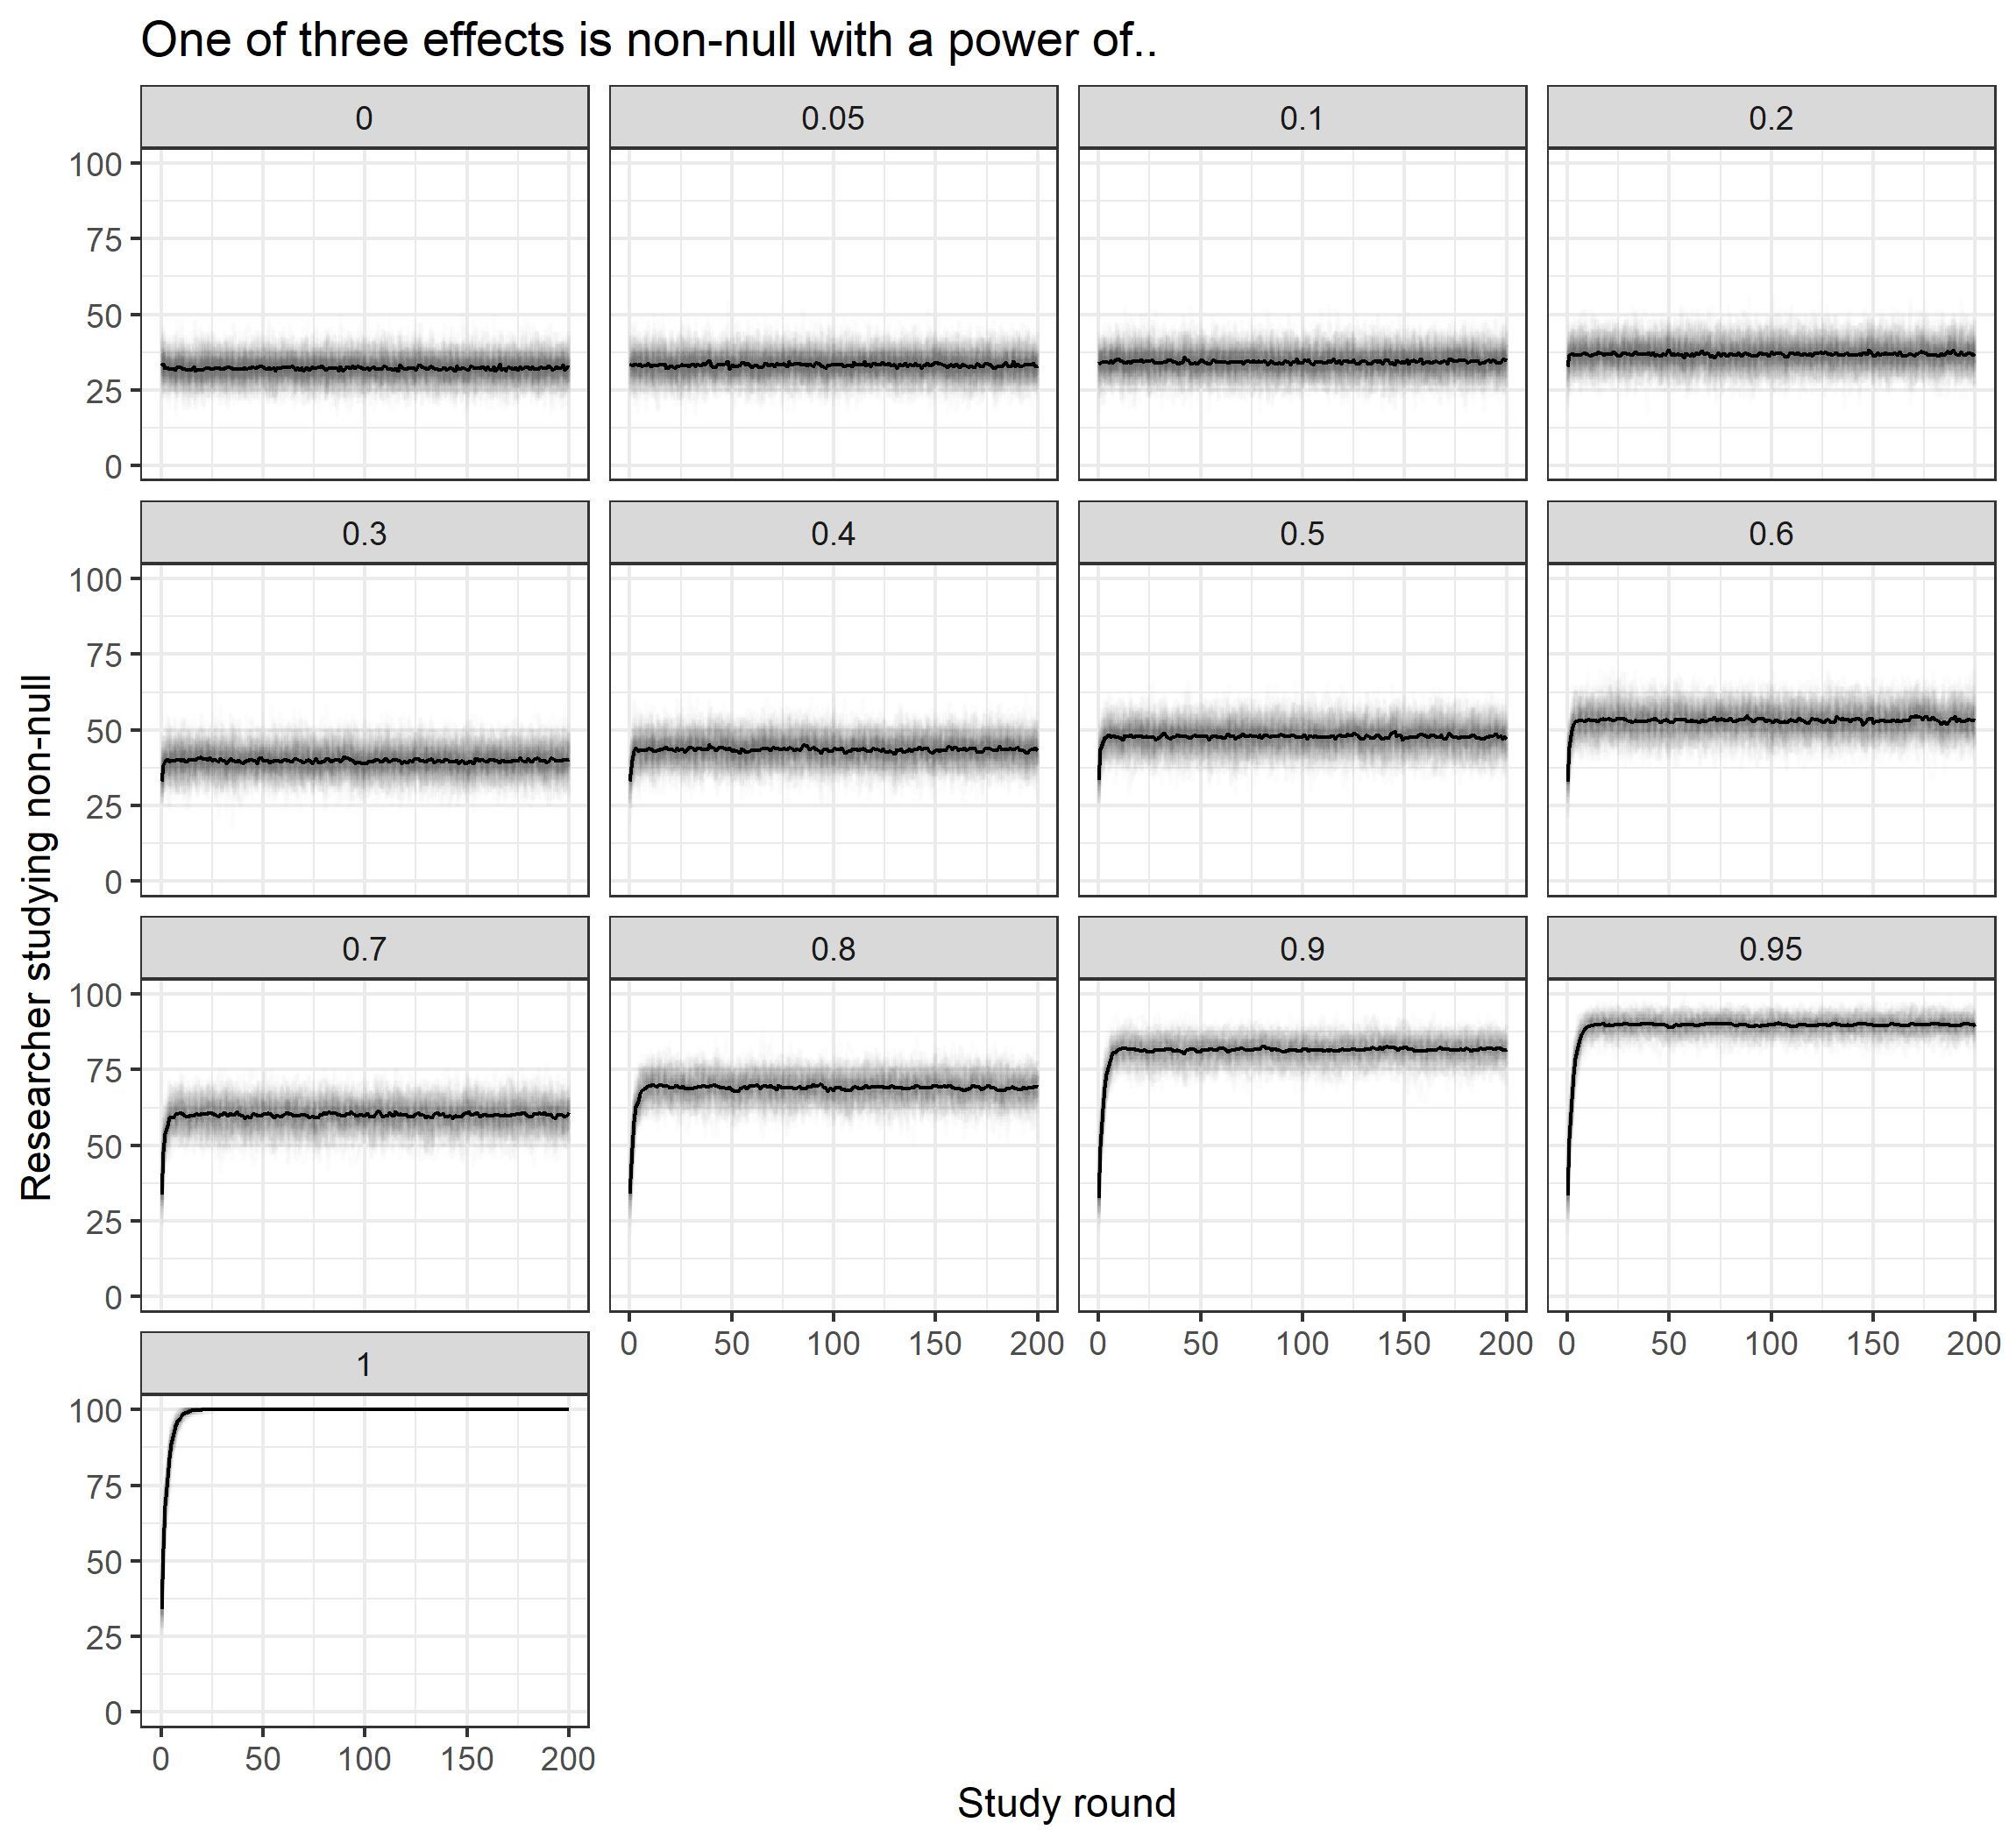 One of three effects is non-null with a power of..
0 0.05 0.1 0.2
100
75
50
25
0
0.3 0.4 0.5 0.6
100
75
50
25
0
0.7 0.8 0.9 0.95
100
75
50
25
0
0 50 100 150 200 0 50 100 150 200 0 50 100 150 200
1
100
75
50
25
0
0 50 100 150 200
Researcher studying non-null
Study round